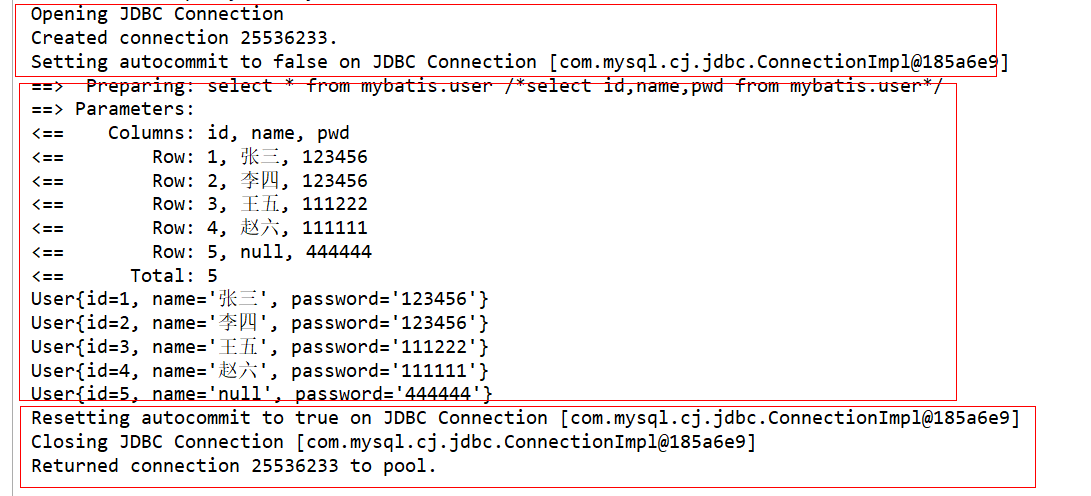 Opening JDBC Connection
Created connection 25536233.
Setting autocommit to false on JDBC Connection [com.mysql.cj.jdbc.ConnectionImpl@185a6e9]
==>  Preparing: select * from mybatis.user /*select id,name,pwd from mybatis.user*/
==> Parameters:
<==    Columns: id, name, pwd
<==        Row: 1, 张三, 123456
<==        Row: 2, 李四, 123456
<==        Row: 3, 王五, 111222
<==        Row: 4, 赵六, 111111
<==        Row: 5, null, 444444
<==      Total: 5
User{id=1, name='张三', password='123456'}
User{id=2, name='李四', password='123456'}
User{id=3, name='王五', password='111222'}
User{id=4, name='赵六', password='111111'}
User{id=5, name='null', password='444444'}
Resetting autocommit to true on JDBC Connection [com.mysql.cj.jdbc.ConnectionImpl@185a6e9]
Closing JDBC Connection [com.mysql.cj.jdbc.ConnectionImpl@185a6e9]
Returned connection 25536233 to pool.